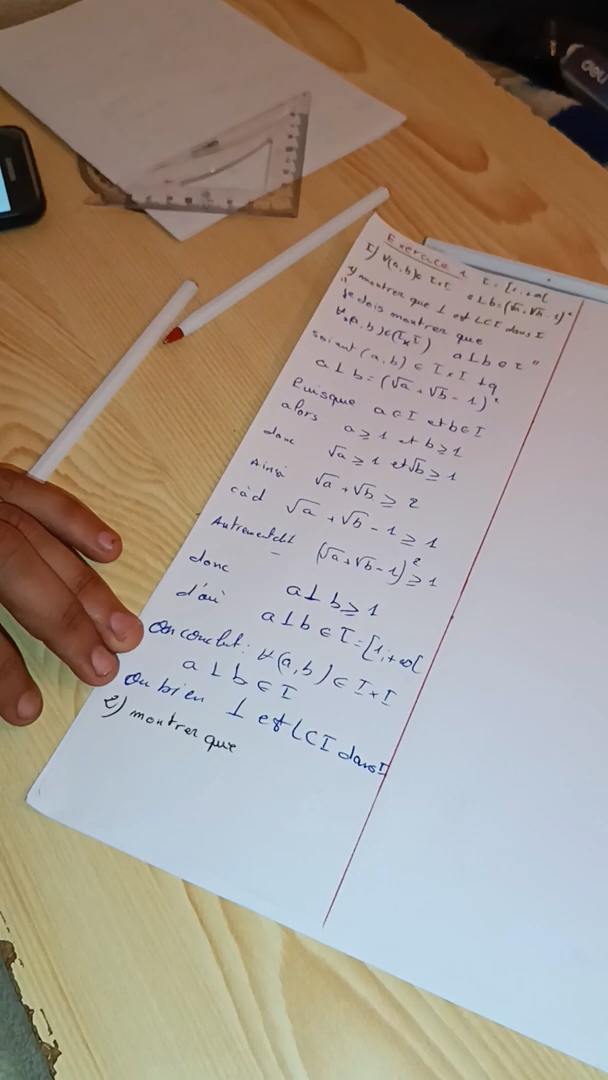 Exercice 1 I = [1, +∞[
I) ∀(a,b)∈ I×I a⊥b=(√a+√b-1)²
1) montrer que ⊥ est LCI dans I
"je dois montrer que
∀(a,b)∈(I×I) a⊥b ∈ I"
soient (a,b) ∈ I×I tq
a⊥b = (√a+√b-1)²
Puisque a∈I et b∈I
alors a≥1 et b≥1
donc √a≥1 et √b≥1
Ainsi √a+√b≥2
càd √a+√b-1≥1
Autrement dit (√a+√b-1)²≥1
donc a⊥b≥1
d'où a⊥b∈I=[1,+∞[
On conclut: ∀(a,b)∈I×I
a⊥b∈I
Ou bien ⊥ est LCI dans I
2) montrer que